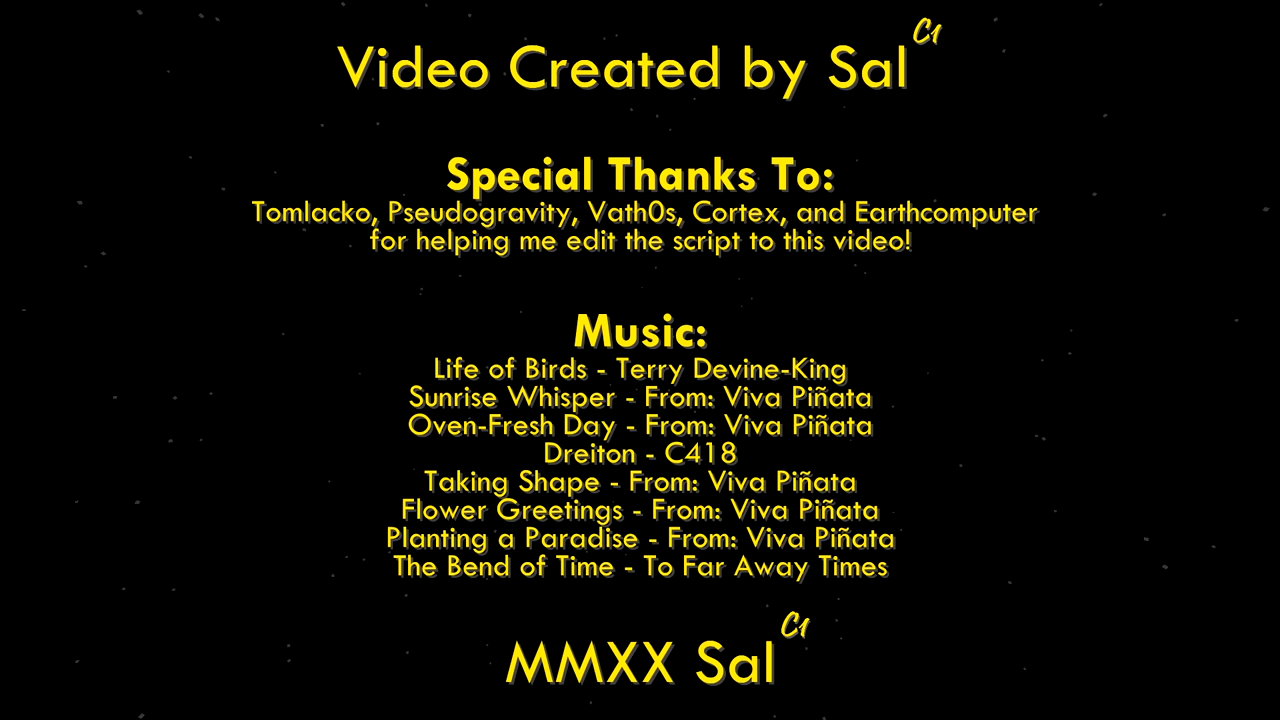 Video Created by Sal C1
Special Thanks To:
Tomlacko, Pseudogravity, Vath0s, Cortex, and Earthcomputer
for helping me edit the script to this video!
Music:
Life of Birds - Terry Devine-King
Sunrise Whisper - From: Viva Piñata
Oven-Fresh Day - From: Viva Piñata
Dreiton - C418
Taking Shape - From: Viva Piñata
Flower Greetings - From: Viva Piñata
Planting a Paradise - From: Viva Piñata
The Bend of Time - To Far Away Times
MMXX Sal C1